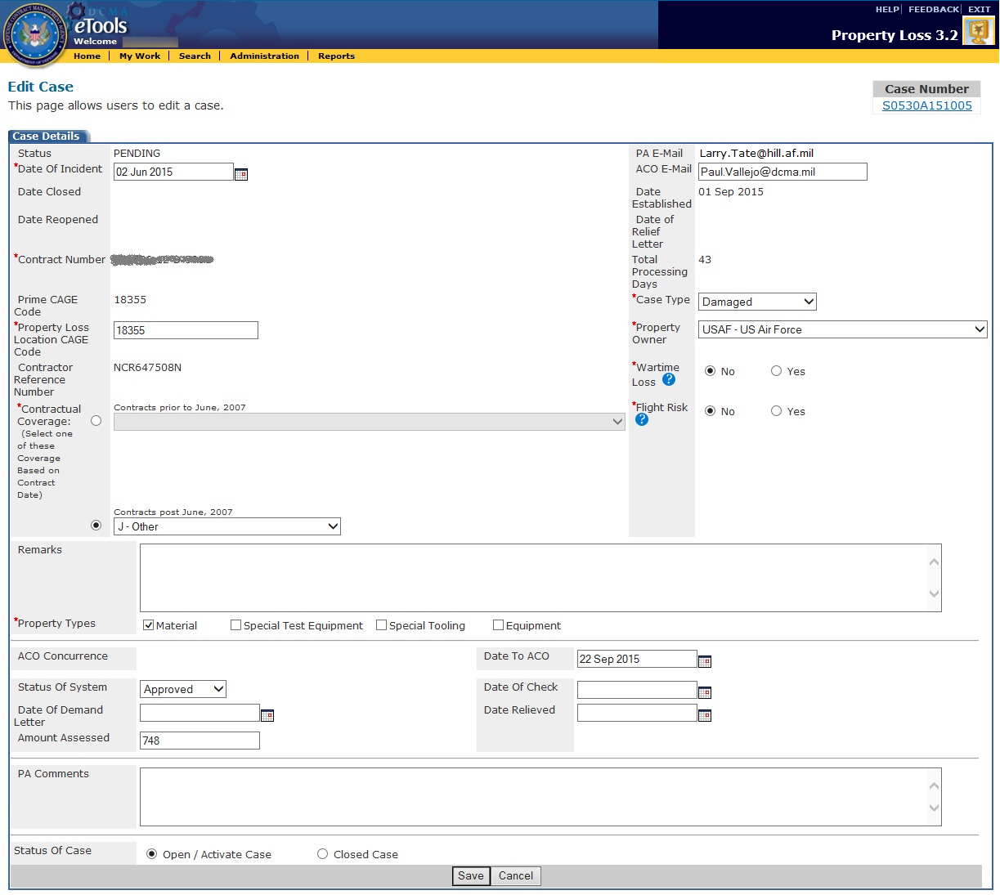 DCMA
eTools
Welcome
HELP FEEDBACK EXIT
Property Loss 3.2
Home My Work Search Administration Reports
Edit Case
This page allows users to edit a case.
Case Number
S0530A151005
Case Details
Status PENDING
PA E-Mail Larry.Tate@hill.af.mil
*Date Of Incident 02 Jun 2015
ACO E-Mail Paul.Vallejo@dcma.mil
Date Closed
Date Established 01 Sep 2015
Date Reopened
Date of Relief Letter
*Contract Number
Total Processing Days 43
Prime CAGE Code 18355
*Case Type Damaged
*Property Loss Location CAGE Code 18355
*Property Owner USAF - US Air Force
Contractor Reference Number NCR647508N
*Wartime Loss ? No Yes
*Contractual Coverage:
(Select one of these Coverage Based on Contract Date)
Contracts prior to June, 2007
*Flight Risk ? No Yes
Contracts post June, 2007
J - Other
Remarks
*Property Types Material Special Test Equipment Special Tooling Equipment
ACO Concurrence
Date To ACO 22 Sep 2015
Status Of System Approved
Date Of Check
Date Of Demand Letter
Date Relieved
Amount Assessed 748
PA Comments
Status Of Case Open / Activate Case Closed Case
Save Cancel